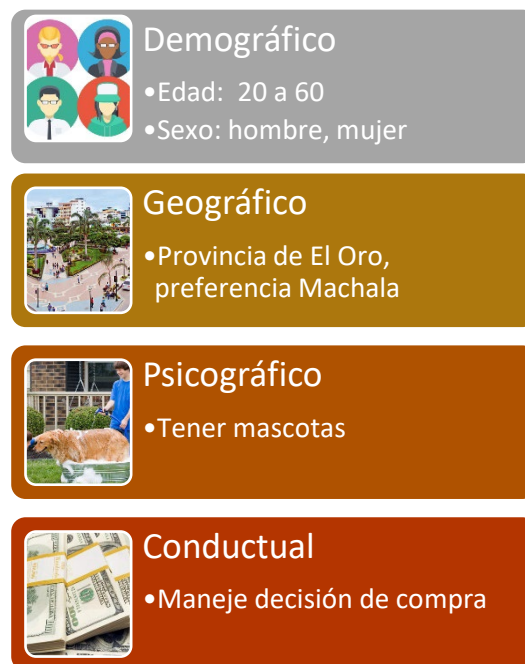 Demográfico
•Edad: 20 a 60
•Sexo: hombre, mujer
Geográfico
•Provincia de El Oro,
preferencia Machala
Psicográfico
•Tener mascotas
Conductual
•Maneje decisión de compra